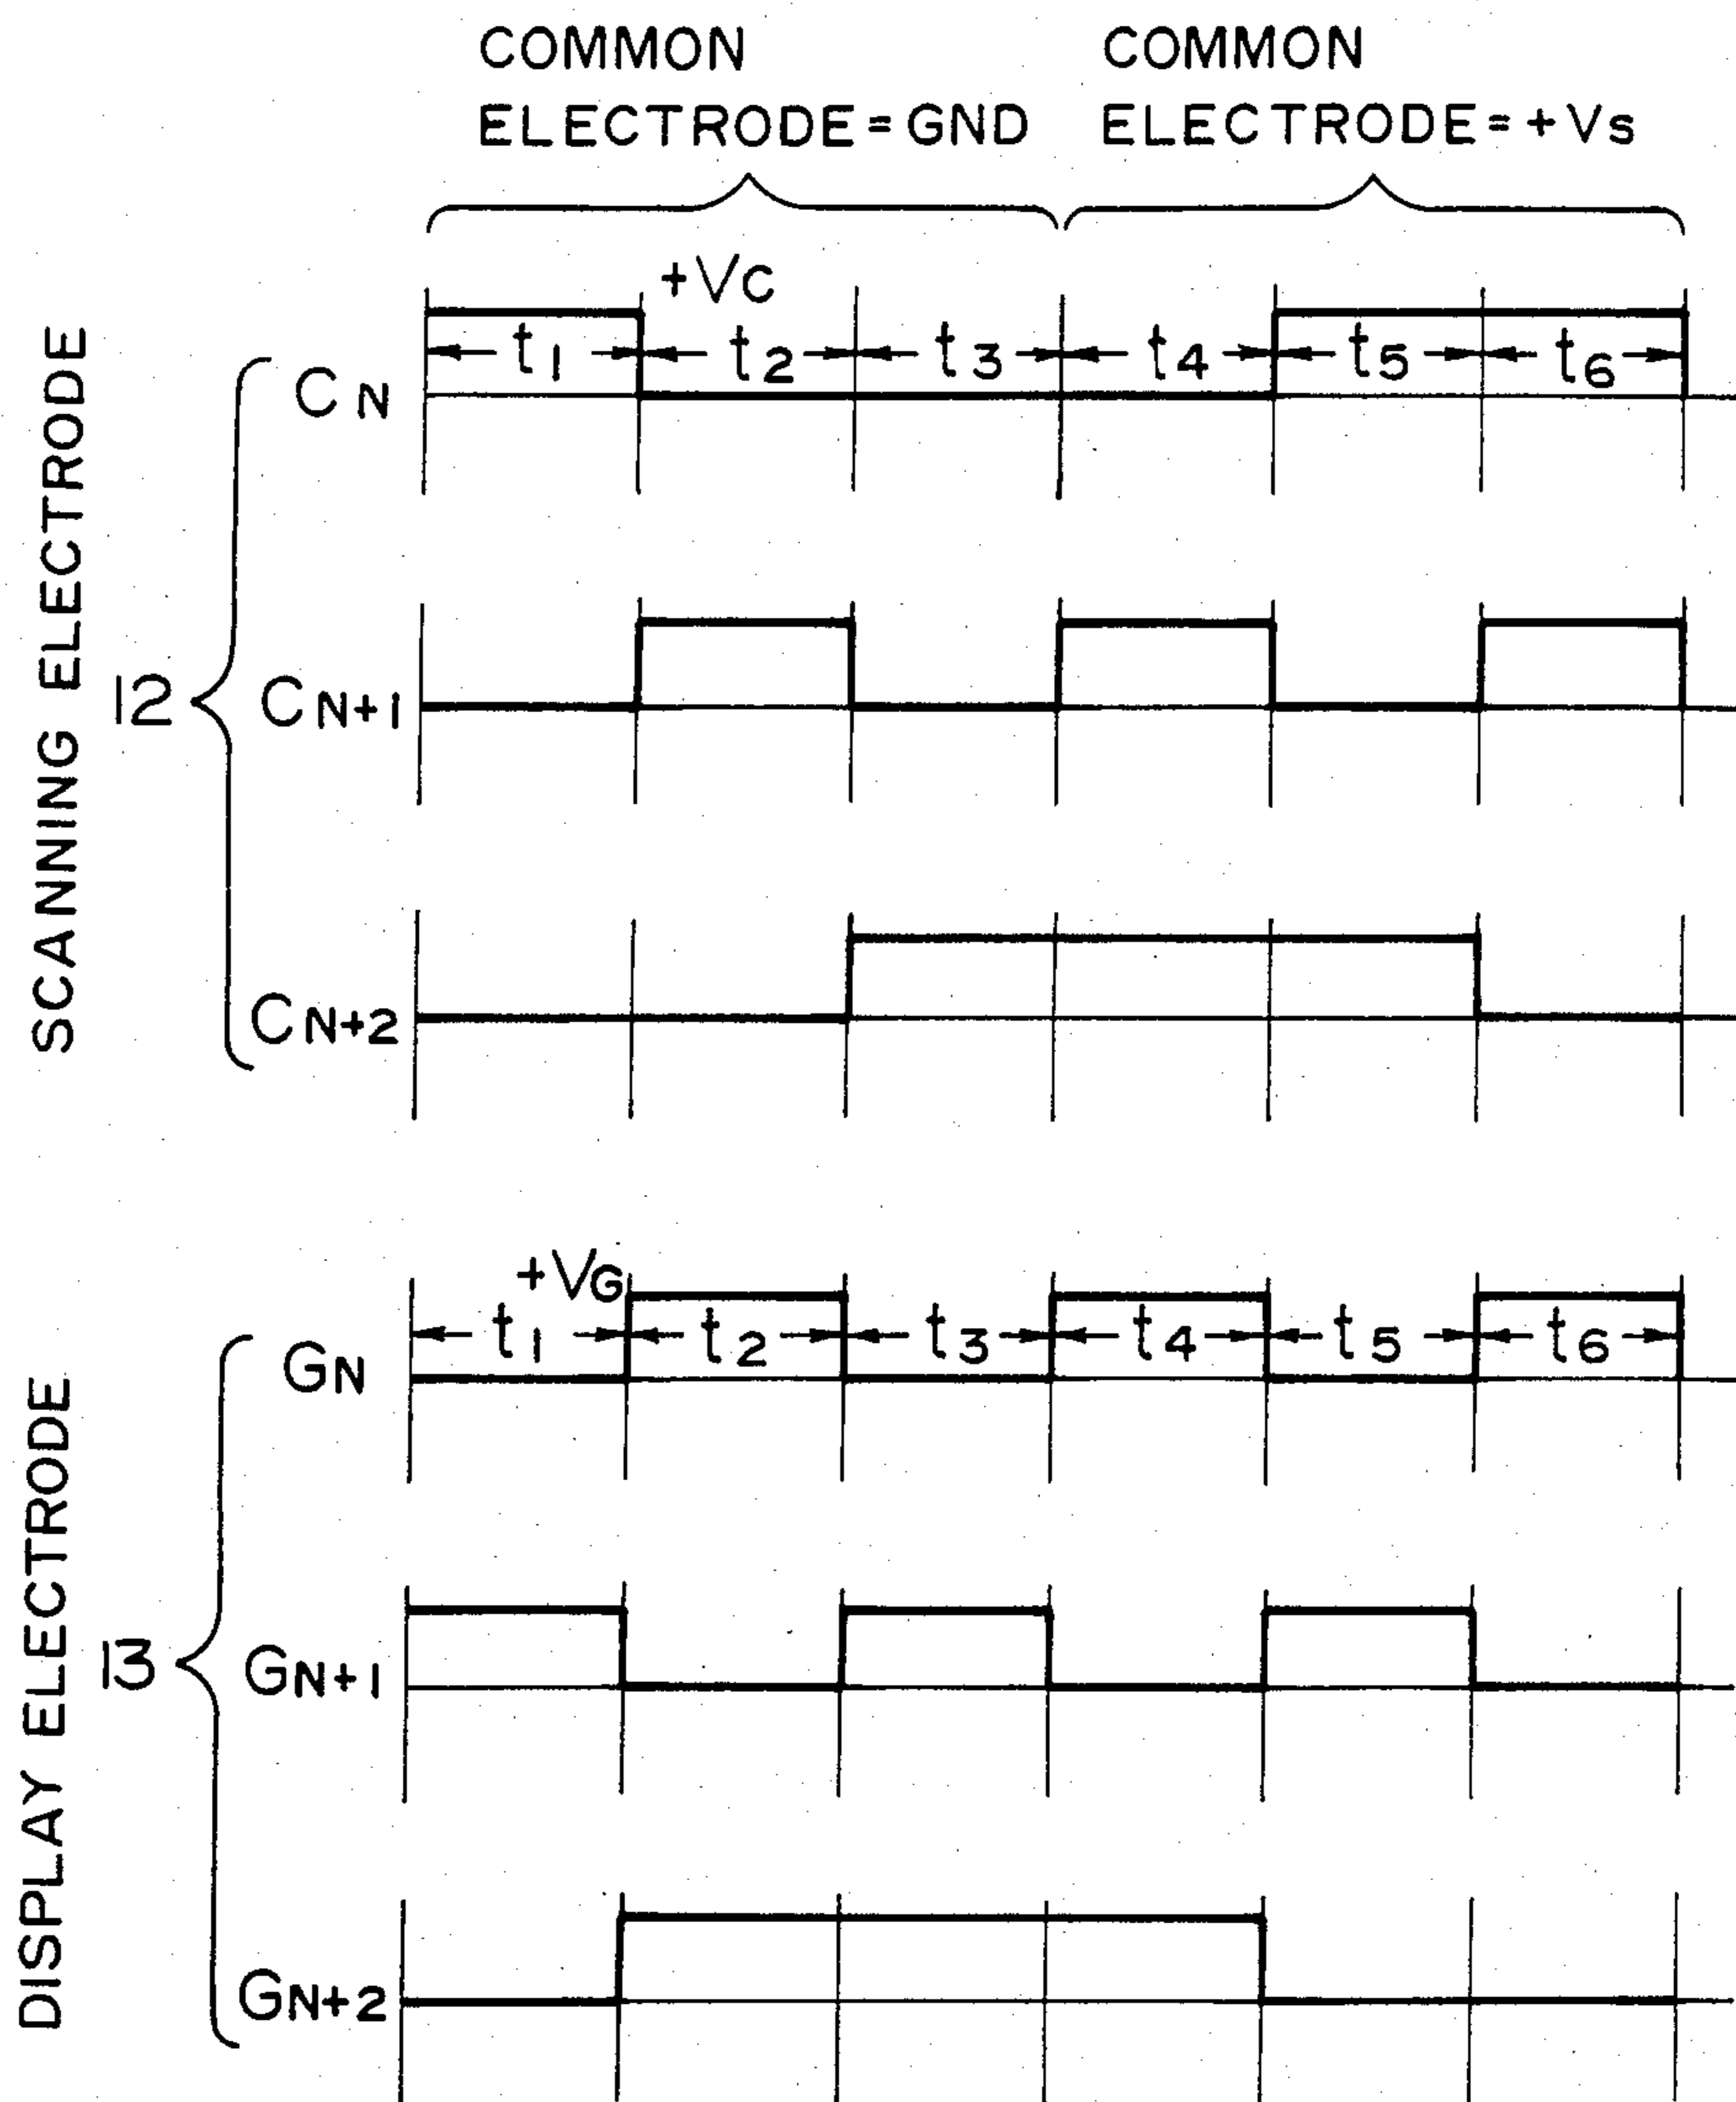 COMMON
ELECTRODE=GND
COMMON
ELECTRODE=+Vs
SCANNING ELECTRODE
12
+Vc
CN
t1 t2 t3 t4 t5 t6
CN+1
CN+2
DISPLAY ELECTRODE
13
+VG
GN
t1 t2 t3 t4 t5 t6
GN+1
GN+2